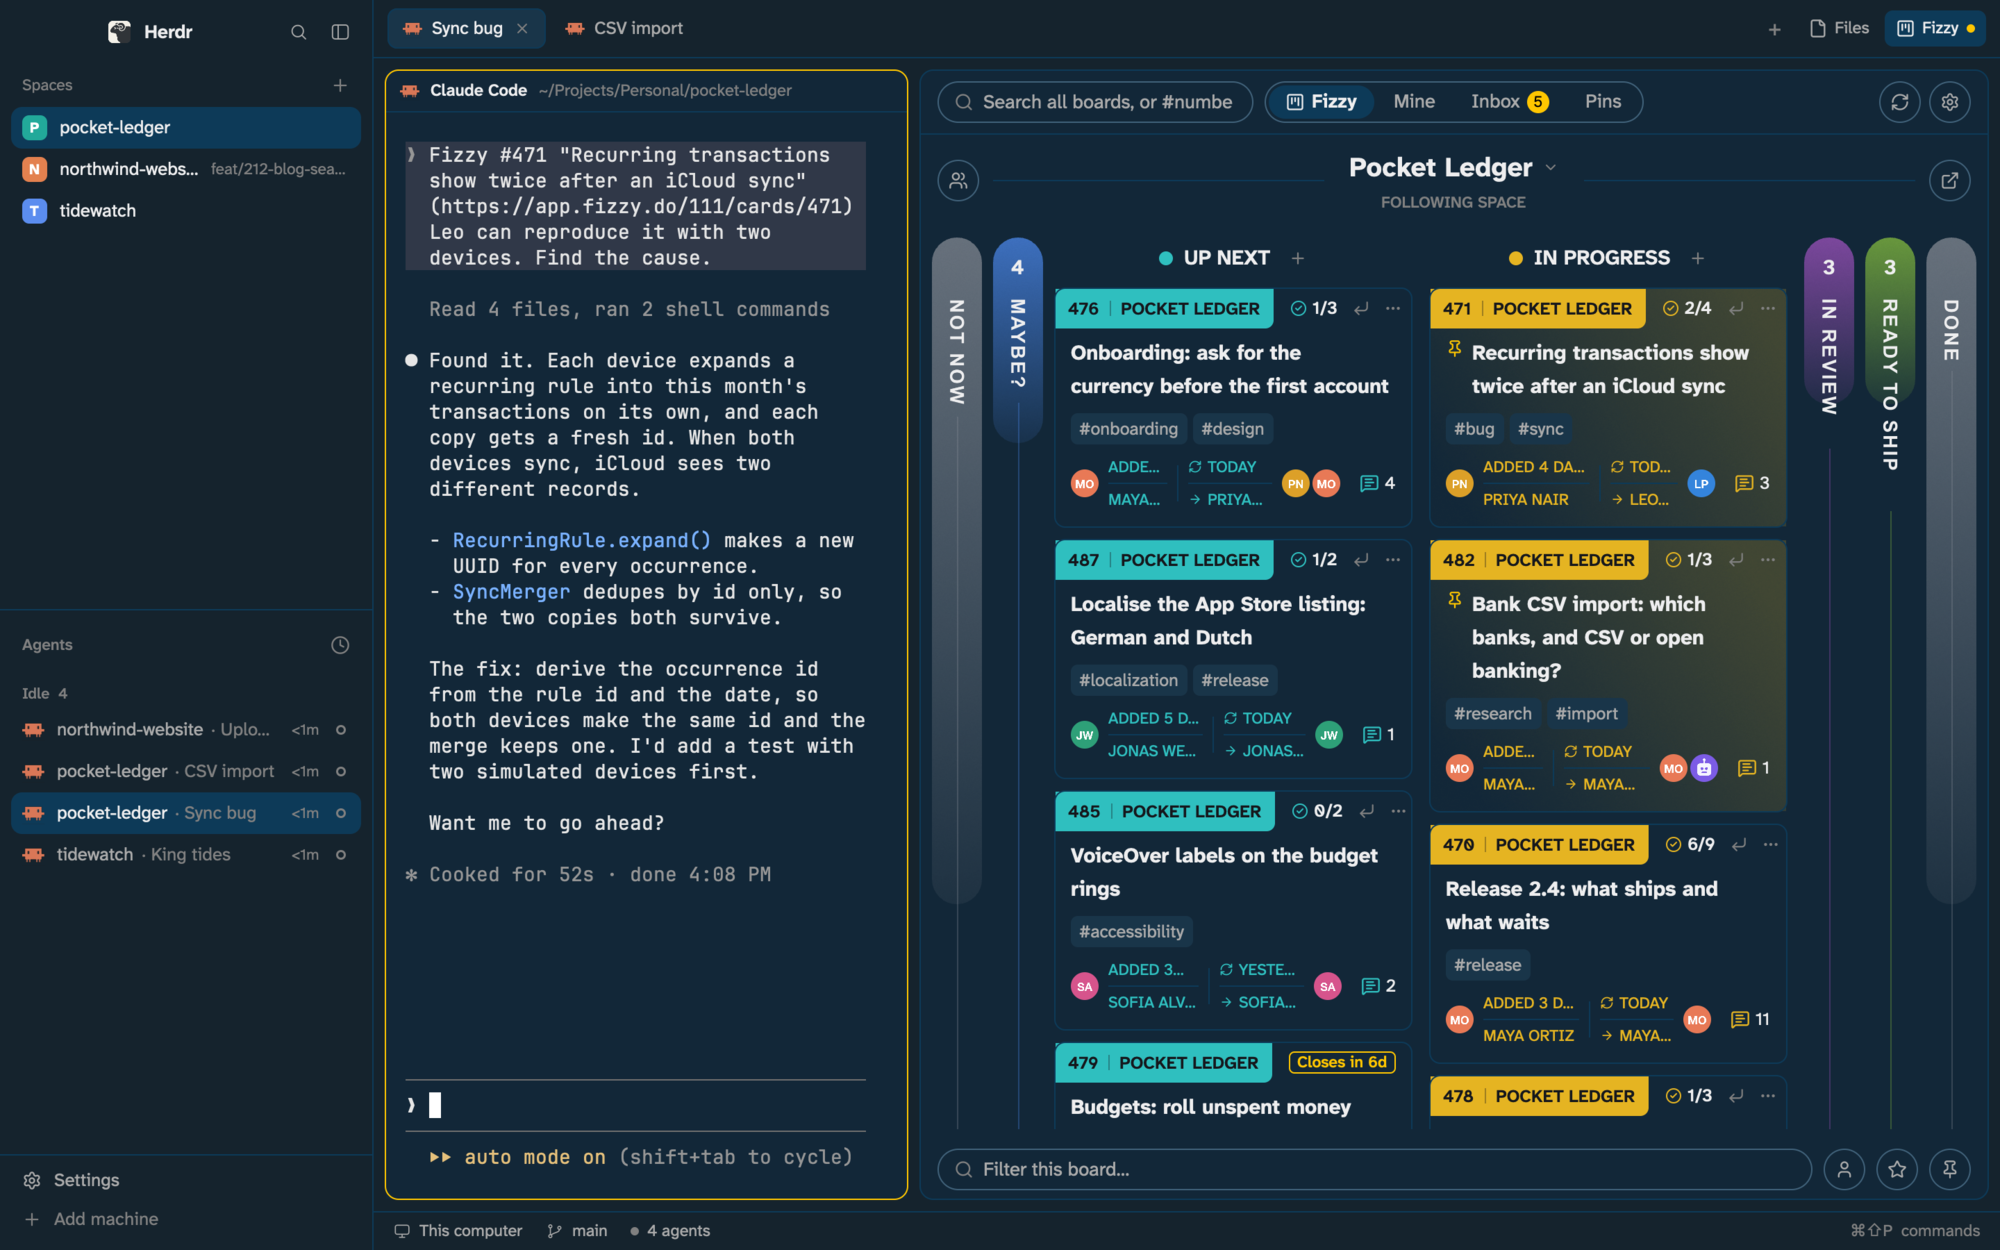 Herdr
Spaces
P pocket-ledger
N northwind-webs... feat/212-blog-sea...
T tidewatch
Agents
Idle 4
northwind-website · Uplo... <1m
pocket-ledger · CSV import <1m
pocket-ledger · Sync bug <1m
tidewatch · King tides <1m
Settings
Add machine
Sync bug
CSV import
Files
Fizzy
Claude Code ~/Projects/Personal/pocket-ledger
Fizzy #471 "Recurring transactions
show twice after an iCloud sync"
(https://app.fizzy.do/111/cards/471)
Leo can reproduce it with two
devices. Find the cause.
Read 4 files, ran 2 shell commands
Found it. Each device expands a
recurring rule into this month's
transactions on its own, and each
copy gets a fresh id. When both
devices sync, iCloud sees two
different records.
- RecurringRule.expand() makes a new
UUID for every occurrence.
- SyncMerger dedupes by id only, so
the two copies both survive.
The fix: derive the occurrence id
from the rule id and the date, so
both devices make the same id and the
merge keeps one. I'd add a test with
two simulated devices first.
Want me to go ahead?
✻ Cooked for 52s · done 4:08 PM
❯
⏵⏵ auto mode on (shift+tab to cycle)
Search all boards, or #numbe
Fizzy
Mine
Inbox 5
Pins
Pocket Ledger
FOLLOWING SPACE
NOT NOW
4 MAYBE?
UP NEXT
476 | POCKET LEDGER 1/3
Onboarding: ask for the
currency before the first account
#onboarding #design
MO ADDE... TODAY PN MO 4
MAYA... → PRIYA...
487 | POCKET LEDGER 1/2
Localise the App Store listing:
German and Dutch
#localization #release
JW ADDED 5 D... TODAY JW 1
JONAS WE... → JONAS...
485 | POCKET LEDGER 0/2
VoiceOver labels on the budget
rings
#accessibility
SA ADDED 3... YESTE... SA 2
SOFIA ALV... → SOFIA...
479 | POCKET LEDGER Closes in 6d
Budgets: roll unspent money
IN PROGRESS
471 | POCKET LEDGER 2/4
Recurring transactions show
twice after an iCloud sync
#bug #sync
PN ADDED 4 DA... TOD... LP 3
PRIYA NAIR → LEO...
482 | POCKET LEDGER 1/3
Bank CSV import: which
banks, and CSV or open
banking?
#research #import
MO ADDE... TODAY MO 1
MAYA... → MAYA...
470 | POCKET LEDGER 6/9
Release 2.4: what ships and
what waits
#release
MO ADDED 3 D... TODAY MO 11
MAYA ORTIZ → MAYA...
478 | POCKET LEDGER 1/3
3 IN REVIEW
3 READY TO SHIP
DONE
Filter this board...
This computer
main
4 agents
⌘⇧P commands